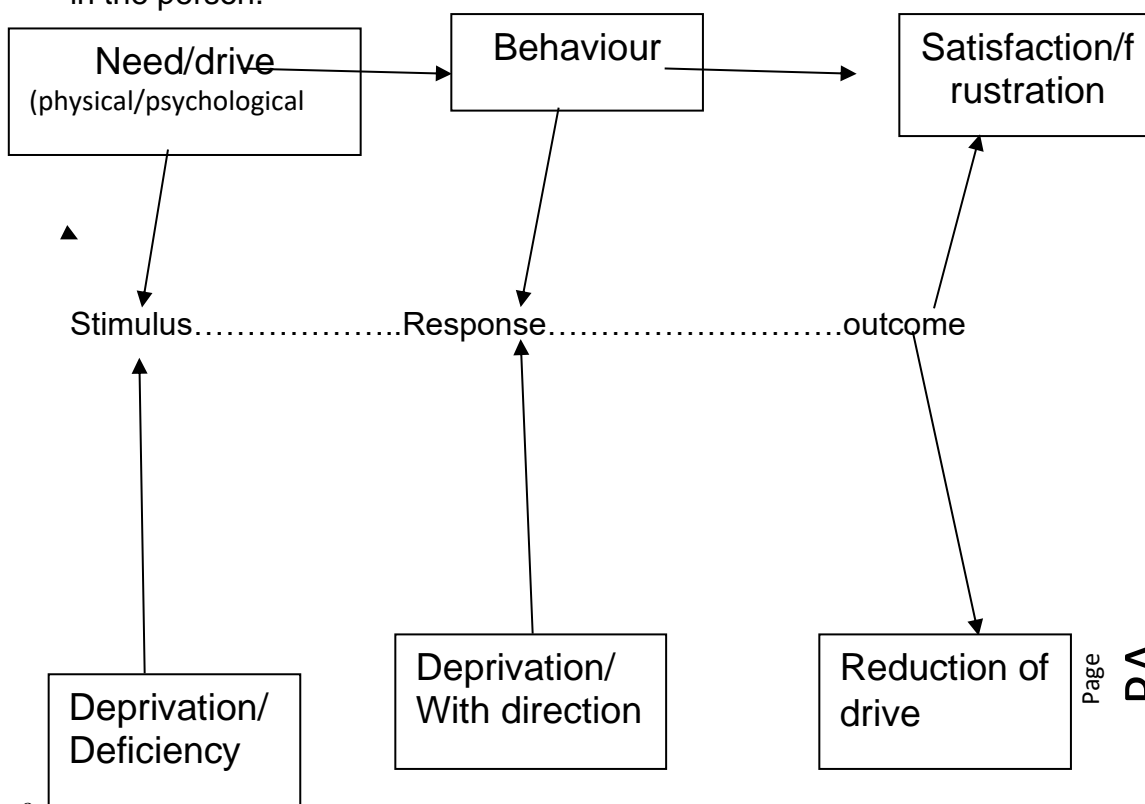 in the person.
Need/drive
(physical/psychological
Behaviour
Satisfaction/f
rustration
Stimulus………………..Response……………………….outcome
Deprivation/
Deficiency
Deprivation/
With direction
Reduction of
drive
Page